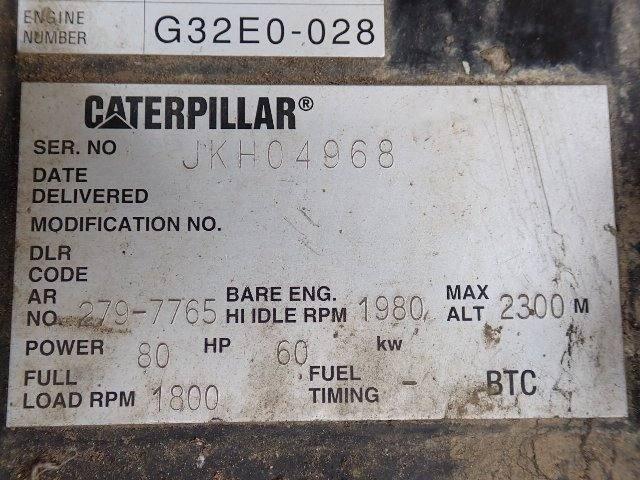 ENGINE
NUMBER G32E0-028
CATERPILLAR®
SER. NO JKH04968
DATE
DELIVERED
MODIFICATION NO.
DLR
CODE
AR
NO. 279-7765 BARE ENG.
HI IDLE RPM 1980 MAX
ALT 2300 M
POWER 80 HP 60 kw
FULL
LOAD RPM 1800 FUEL
TIMING - BTC